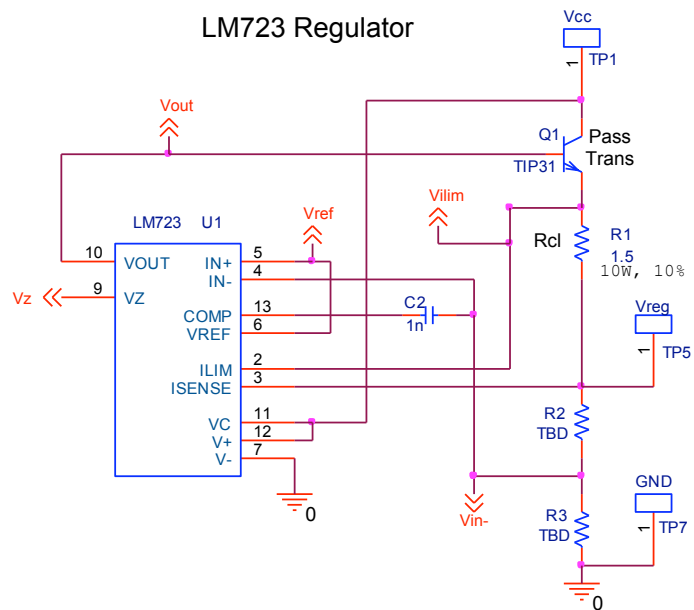 LM723 Regulator
Vcc
1
TP1
Vout
Q1
Pass
Trans
TIP31
Vilim
LM723 U1
Vref
Rcl
R1
1.5
10W, 10%
10
VOUT
IN+
5
IN-
4
Vz
9
VZ
COMP
13
C2
1n
VREF
6
Vreg
1
TP5
ILIM
2
ISENSE
3
R2
TBD
VC
11
V+
12
V-
7
0
Vin-
GND
R3
TBD
1
TP7
0